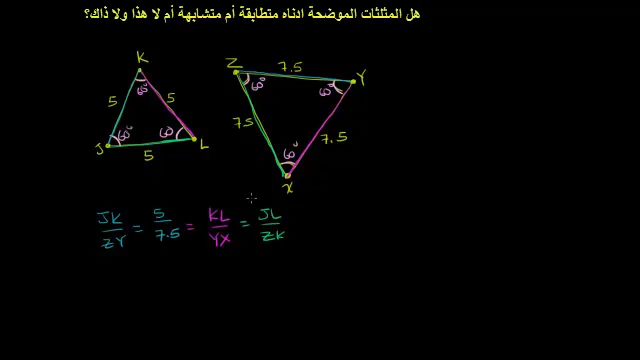 هل المثلثات الموضحة ادناه متطابقة أم متشابهة أم لا هذا ولا ذاك؟
K
60°
5
5
J
60°
60
L
5
Z
7.5
Y
60°
60°
7.5
7.5
60°
X
JK/ZY = 5/7.5 = KL/YX = JL/ZX